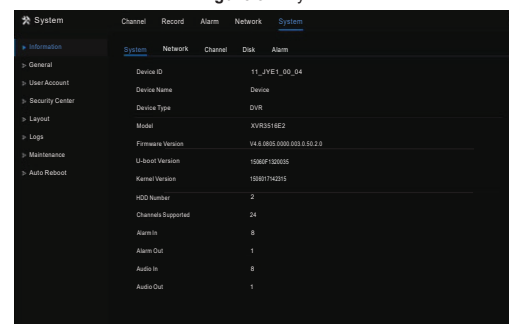 System Channel Record Alarm Network System
Information
General
User Account
Security Center
Layout
Logs
Maintenance
Auto Reboot
System Network Channel Disk Alarm
Device ID 11_JYE1_00_04
Device Name Device
Device Type DVR
Model XVR3516E2
Firmware Version V4.6.0805.0000.003.0.50.2.0
U-boot Version 15060F1320035
Kernel Version 1506017142315
HDD Number 2
Channels Supported 24
Alarm In 8
Alarm Out 1
Audio In 8
Audio Out 1